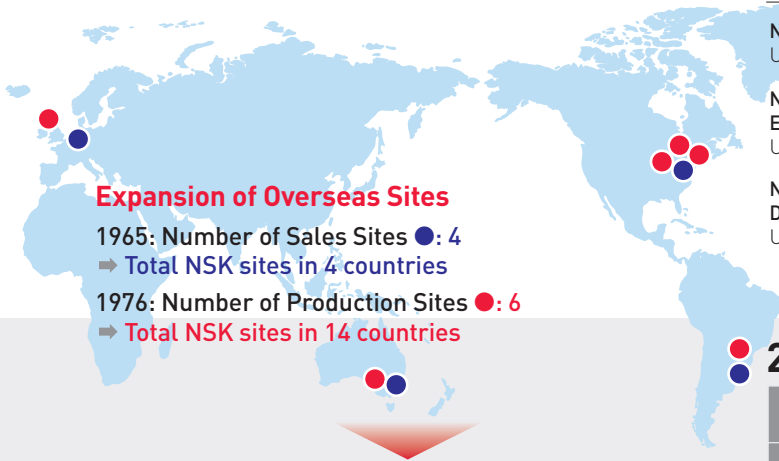 Expansion of Overseas Sites
1965: Number of Sales Sites ●: 4
➡ Total NSK sites in 4 countries
1976: Number of Production Sites ●: 6
➡ Total NSK sites in 14 countries
N
U
N
E
U
N
D
U
2